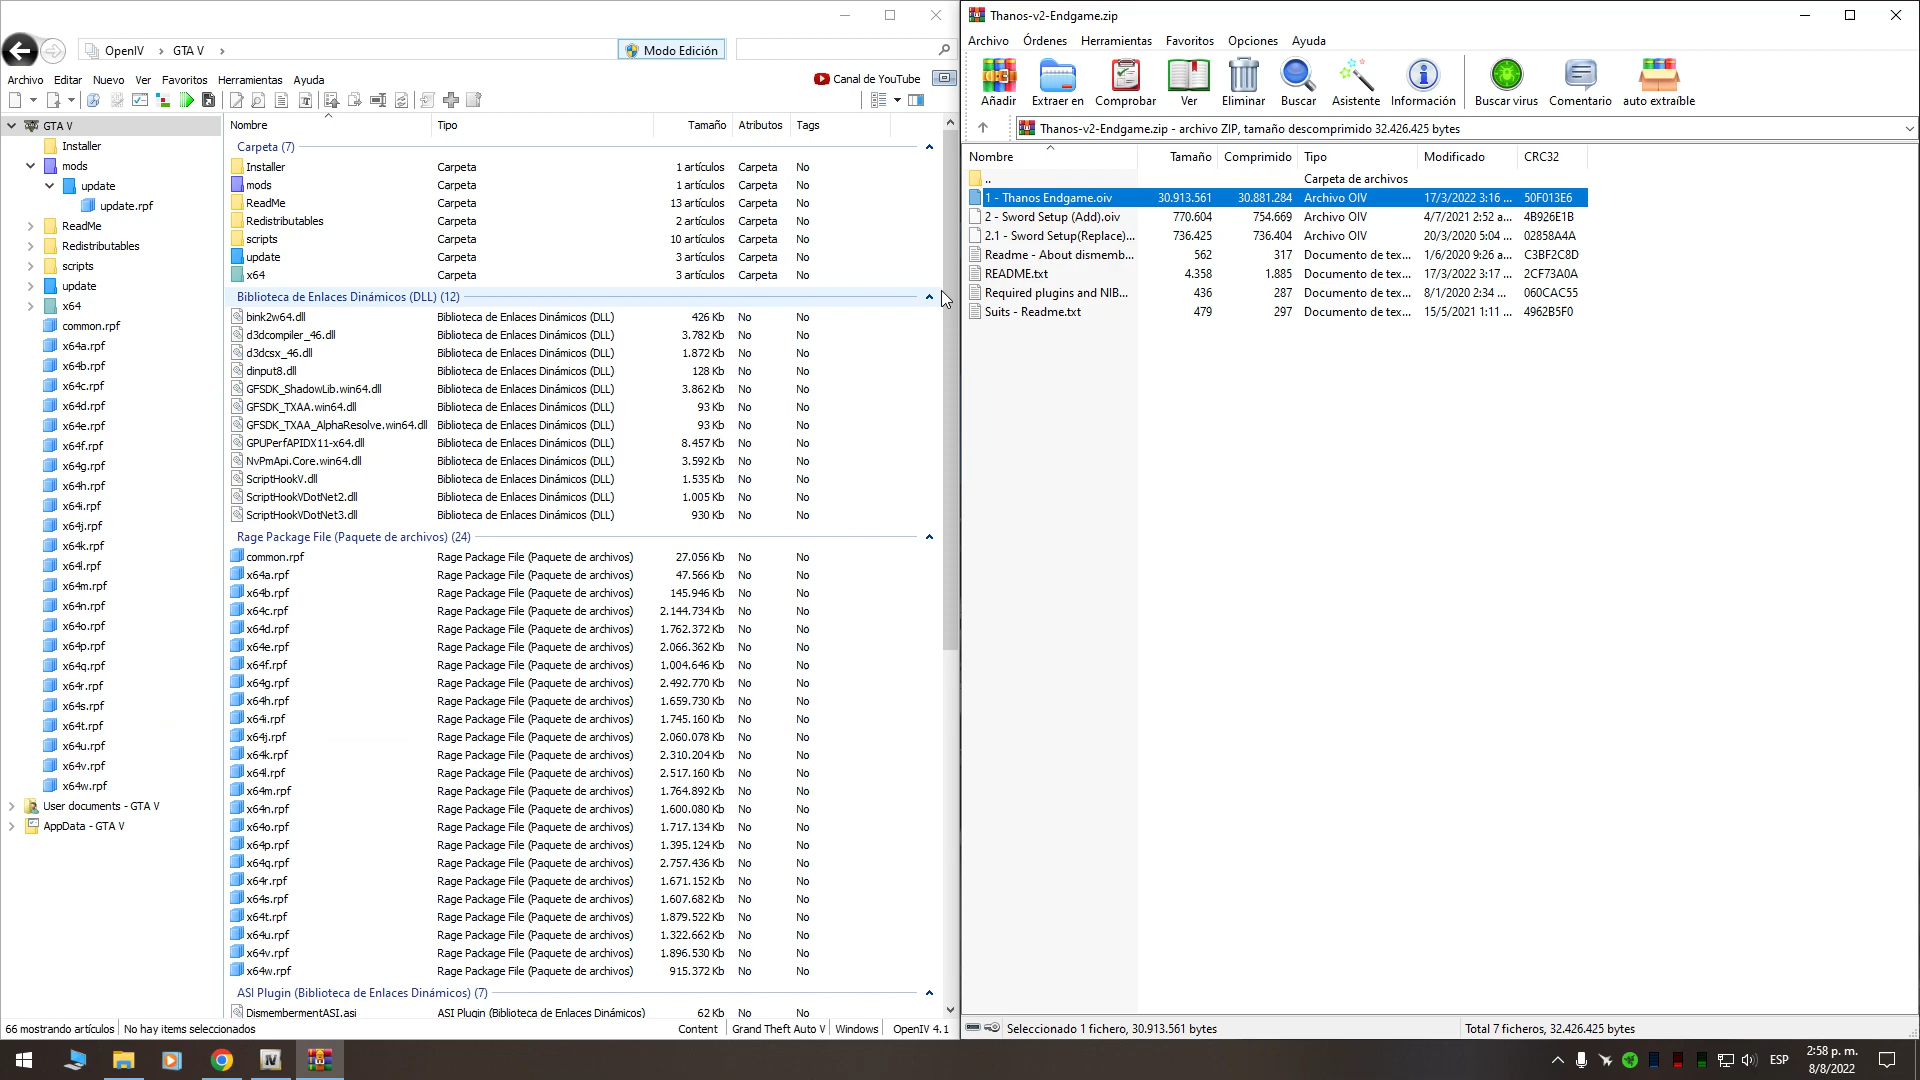 OpenIV
GTA V
Modo Edición
Archivo Editar Nuevo Ver Favoritos Herramientas Ayuda
Canal de YouTube
GTA V
Installer
mods
update
update.rpf
ReadMe
Redistributables
scripts
update
x64
common.rpf
x64a.rpf
x64b.rpf
x64c.rpf
x64d.rpf
x64e.rpf
x64f.rpf
x64g.rpf
x64h.rpf
x64i.rpf
x64j.rpf
x64k.rpf
x64l.rpf
x64m.rpf
x64n.rpf
x64o.rpf
x64p.rpf
x64q.rpf
x64r.rpf
x64s.rpf
x64t.rpf
x64u.rpf
x64v.rpf
x64w.rpf
User documents - GTA V
AppData - GTA V
Nombre Tipo Tamaño Atributos Tags
Carpeta (7)
Installer Carpeta 1 artículos Carpeta No
mods Carpeta 1 artículos Carpeta No
ReadMe Carpeta 13 artículos Carpeta No
Redistributables Carpeta 2 artículos Carpeta No
scripts Carpeta 10 artículos Carpeta No
update Carpeta 3 artículos Carpeta No
x64 Carpeta 3 artículos Carpeta No
Biblioteca de Enlaces Dinámicos (DLL) (12)
bink2w64.dll Biblioteca de Enlaces Dinámicos (DLL) 426 Kb No No
d3dcompiler_46.dll Biblioteca de Enlaces Dinámicos (DLL) 3.782 Kb No No
d3dcsx_46.dll Biblioteca de Enlaces Dinámicos (DLL) 1.872 Kb No No
dinput8.dll Biblioteca de Enlaces Dinámicos (DLL) 128 Kb No No
GFSDK_ShadowLib.win64.dll Biblioteca de Enlaces Dinámicos (DLL) 3.862 Kb No No
GFSDK_TXAA.win64.dll Biblioteca de Enlaces Dinámicos (DLL) 93 Kb No No
GFSDK_TXAA_AlphaResolve.win64.dll Biblioteca de Enlaces Dinámicos (DLL) 93 Kb No No
GPUPerfAPIDX11-x64.dll Biblioteca de Enlaces Dinámicos (DLL) 8.457 Kb No No
NvPmApi.Core.win64.dll Biblioteca de Enlaces Dinámicos (DLL) 3.592 Kb No No
ScriptHookV.dll Biblioteca de Enlaces Dinámicos (DLL) 1.535 Kb No No
ScriptHookVDotNet2.dll Biblioteca de Enlaces Dinámicos (DLL) 1.005 Kb No No
ScriptHookVDotNet3.dll Biblioteca de Enlaces Dinámicos (DLL) 930 Kb No No
Rage Package File (Paquete de archivos) (24)
common.rpf Rage Package File (Paquete de archivos) 27.056 Kb No No
x64a.rpf Rage Package File (Paquete de archivos) 47.566 Kb No No
x64b.rpf Rage Package File (Paquete de archivos) 145.946 Kb No No
x64c.rpf Rage Package File (Paquete de archivos) 2.144.734 Kb No No
x64d.rpf Rage Package File (Paquete de archivos) 1.762.372 Kb No No
x64e.rpf Rage Package File (Paquete de archivos) 2.066.362 Kb No No
x64f.rpf Rage Package File (Paquete de archivos) 1.004.646 Kb No No
x64g.rpf Rage Package File (Paquete de archivos) 2.492.770 Kb No No
x64h.rpf Rage Package File (Paquete de archivos) 1.659.730 Kb No No
x64i.rpf Rage Package File (Paquete de archivos) 1.745.160 Kb No No
x64j.rpf Rage Package File (Paquete de archivos) 2.060.078 Kb No No
x64k.rpf Rage Package File (Paquete de archivos) 2.310.204 Kb No No
x64l.rpf Rage Package File (Paquete de archivos) 2.517.160 Kb No No
x64m.rpf Rage Package File (Paquete de archivos) 1.764.892 Kb No No
x64n.rpf Rage Package File (Paquete de archivos) 1.600.080 Kb No No
x64o.rpf Rage Package File (Paquete de archivos) 1.717.134 Kb No No
x64p.rpf Rage Package File (Paquete de archivos) 1.395.124 Kb No No
x64q.rpf Rage Package File (Paquete de archivos) 2.757.436 Kb No No
x64r.rpf Rage Package File (Paquete de archivos) 1.671.152 Kb No No
x64s.rpf Rage Package File (Paquete de archivos) 1.607.682 Kb No No
x64t.rpf Rage Package File (Paquete de archivos) 1.879.522 Kb No No
x64u.rpf Rage Package File (Paquete de archivos) 1.322.662 Kb No No
x64v.rpf Rage Package File (Paquete de archivos) 1.896.530 Kb No No
x64w.rpf Rage Package File (Paquete de archivos) 915.372 Kb No No
ASI Plugin (Biblioteca de Enlaces Dinámicos) (7)
DismembermentASI.asi ASI Plugin (Biblioteca de Enlaces Dinámicos) 62 Kb No No
66 mostrando artículos No hay items seleccionados Content Grand Theft Auto V Windows OpenIV 4.1
Thanos-v2-Endgame.zip
Archivo Órdenes Herramientas Favoritos Opciones Ayuda
Añadir Extraer en Comprobar Ver Eliminar Buscar Asistente Información Buscar virus Comentario auto extraíble
Thanos-v2-Endgame.zip - archivo ZIP, tamaño descomprimido 32.426.425 bytes
Nombre Tamaño Comprimido Tipo Modificado CRC32
.. Carpeta de archivos
1 - Thanos Endgame.oiv 30.913.561 30.881.284 Archivo OIV 17/3/2022 3:16 ... 50F013E6
2 - Sword Setup (Add).oiv 770.604 754.669 Archivo OIV 4/7/2021 2:52 a... 4B926E1B
2.1 - Sword Setup(Replace)... 736.425 736.404 Archivo OIV 20/3/2020 5:04 ... 02858A4A
Readme - About dismemb... 562 317 Documento de tex... 1/6/2020 9:26 a... C3BF2C8D
README.txt 4.358 1.885 Documento de tex... 17/3/2022 3:17 ... 2CF73A0A
Required plugins and NIB... 436 287 Documento de tex... 8/1/2020 2:34 ... 060CAC55
Suits - Readme.txt 479 297 Documento de tex... 15/5/2021 1:11 ... 4962B5F0
Seleccionado 1 fichero, 30.913.561 bytes Total 7 ficheros, 32.426.425 bytes
IV
ESP
2:58 p. m.
8/8/2022